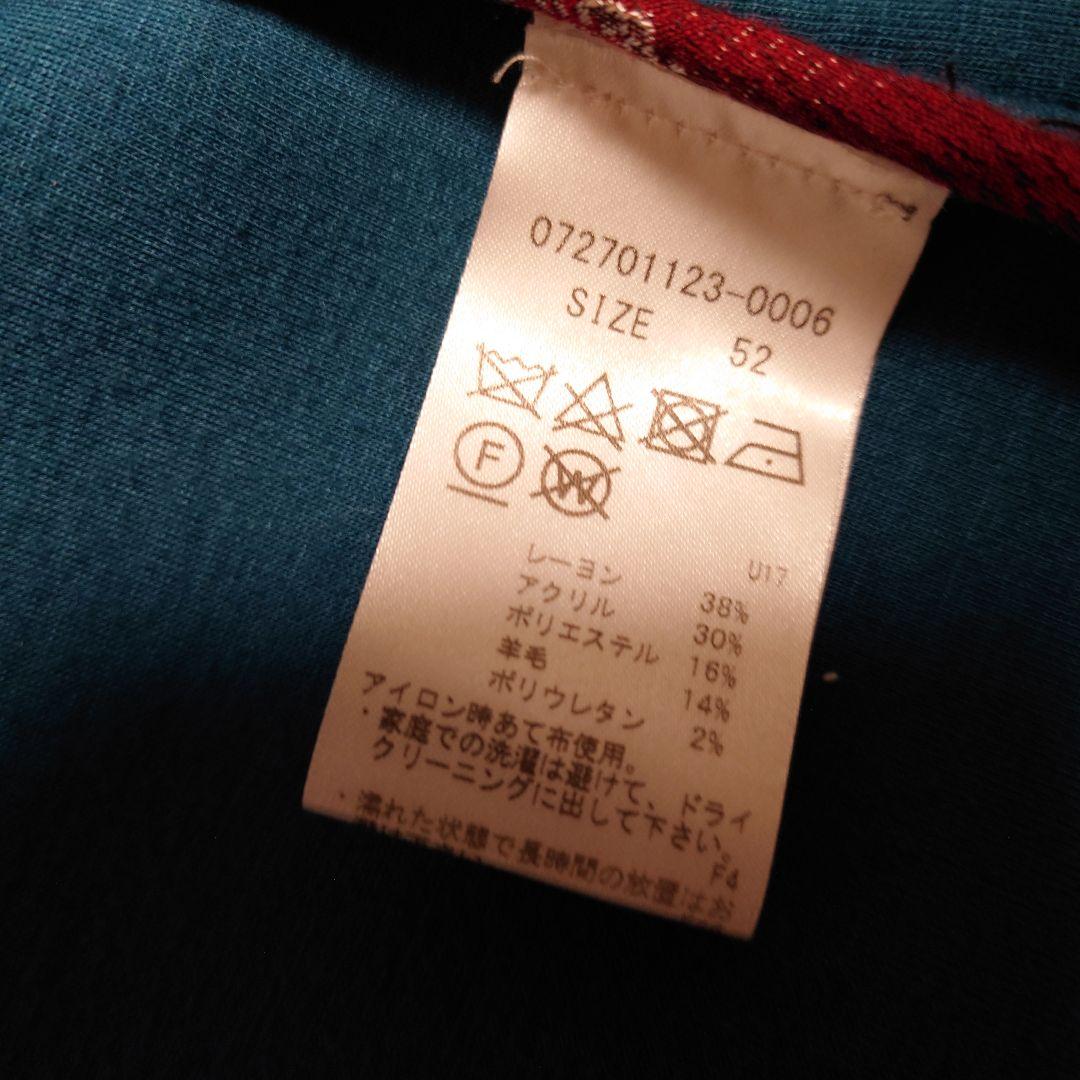 072701123-0006
SIZE 52
F W
U17
レーヨン 38%
アクリル 30%
ポリエステル 16%
羊毛 14%
ポリウレタン 2%
アイロン時あて布使用。
・家庭での洗濯は避けて、ドライ
クリーニングに出して下さい。
F4
・濡れた状態で長時間の放置はお